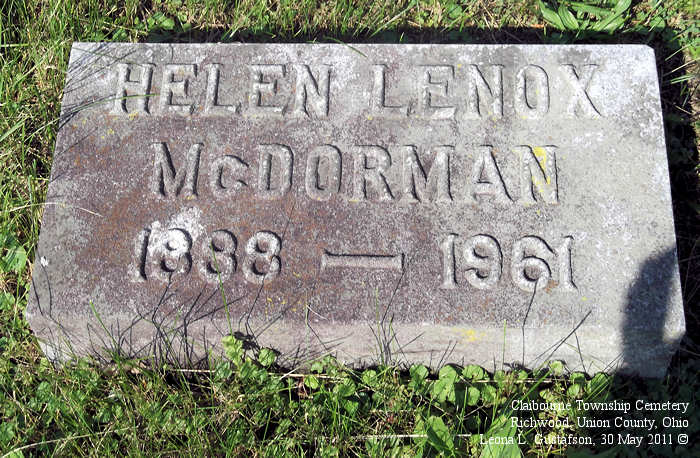 HELEN LENOX
McDORMAN
1888 — 1961
Claibourne Township Cemetery
Richwood, Union County, Ohio
Leona L. Gustafson, 30 May 2011 ©